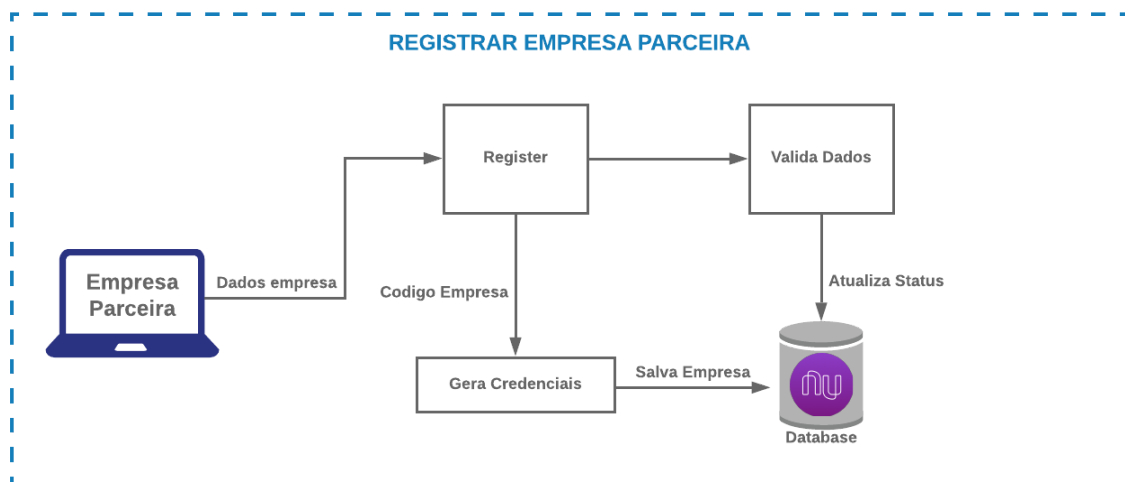 REGISTRAR EMPRESA PARCEIRA
Register
Valida Dados
Empresa
Parceira
Dados empresa
Codigo Empresa
Atualiza Status
Gera Credenciais
Salva Empresa
nu
Database